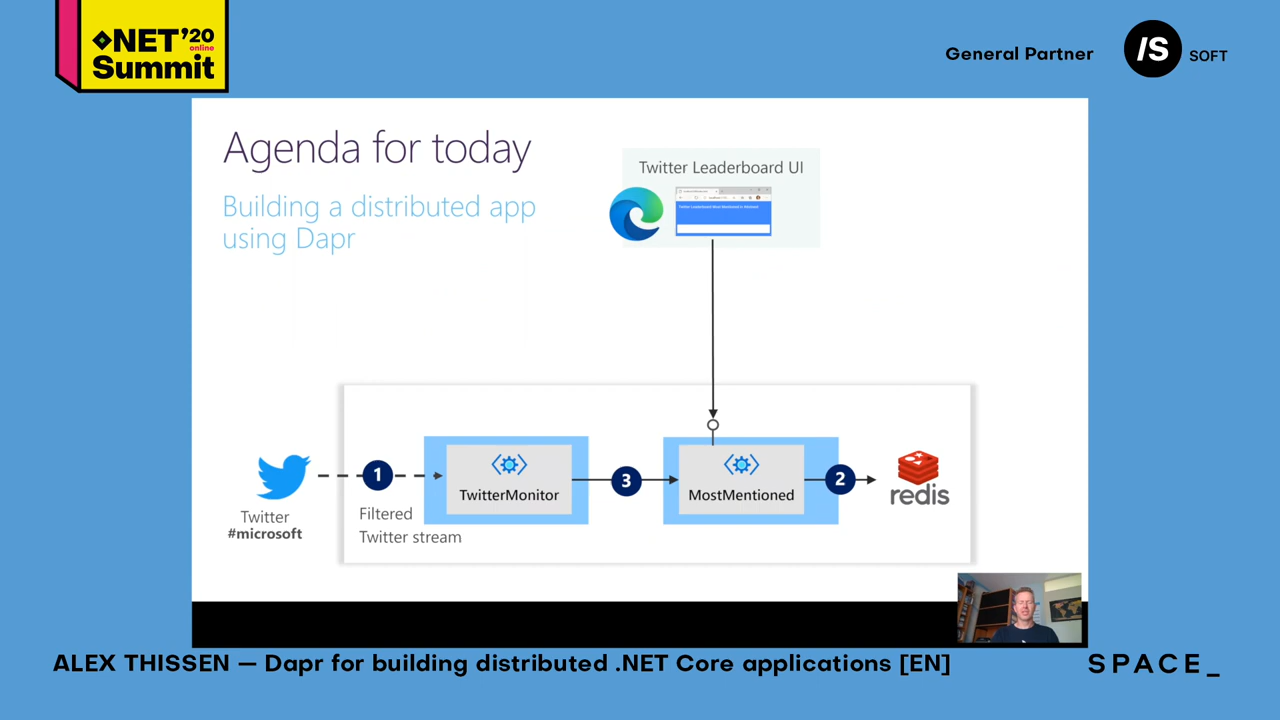 .NET'20
online
Summit
General Partner
/S
SOFT
Agenda for today
Building a distributed app
using Dapr
Twitter Leaderboard UI
1
TwitterMonitor
3
MostMentioned
2
redis
Twitter
#microsoft
Filtered
Twitter stream
ALEX THISSEN — Dapr for building distributed .NET Core applications [EN]
SPACE_